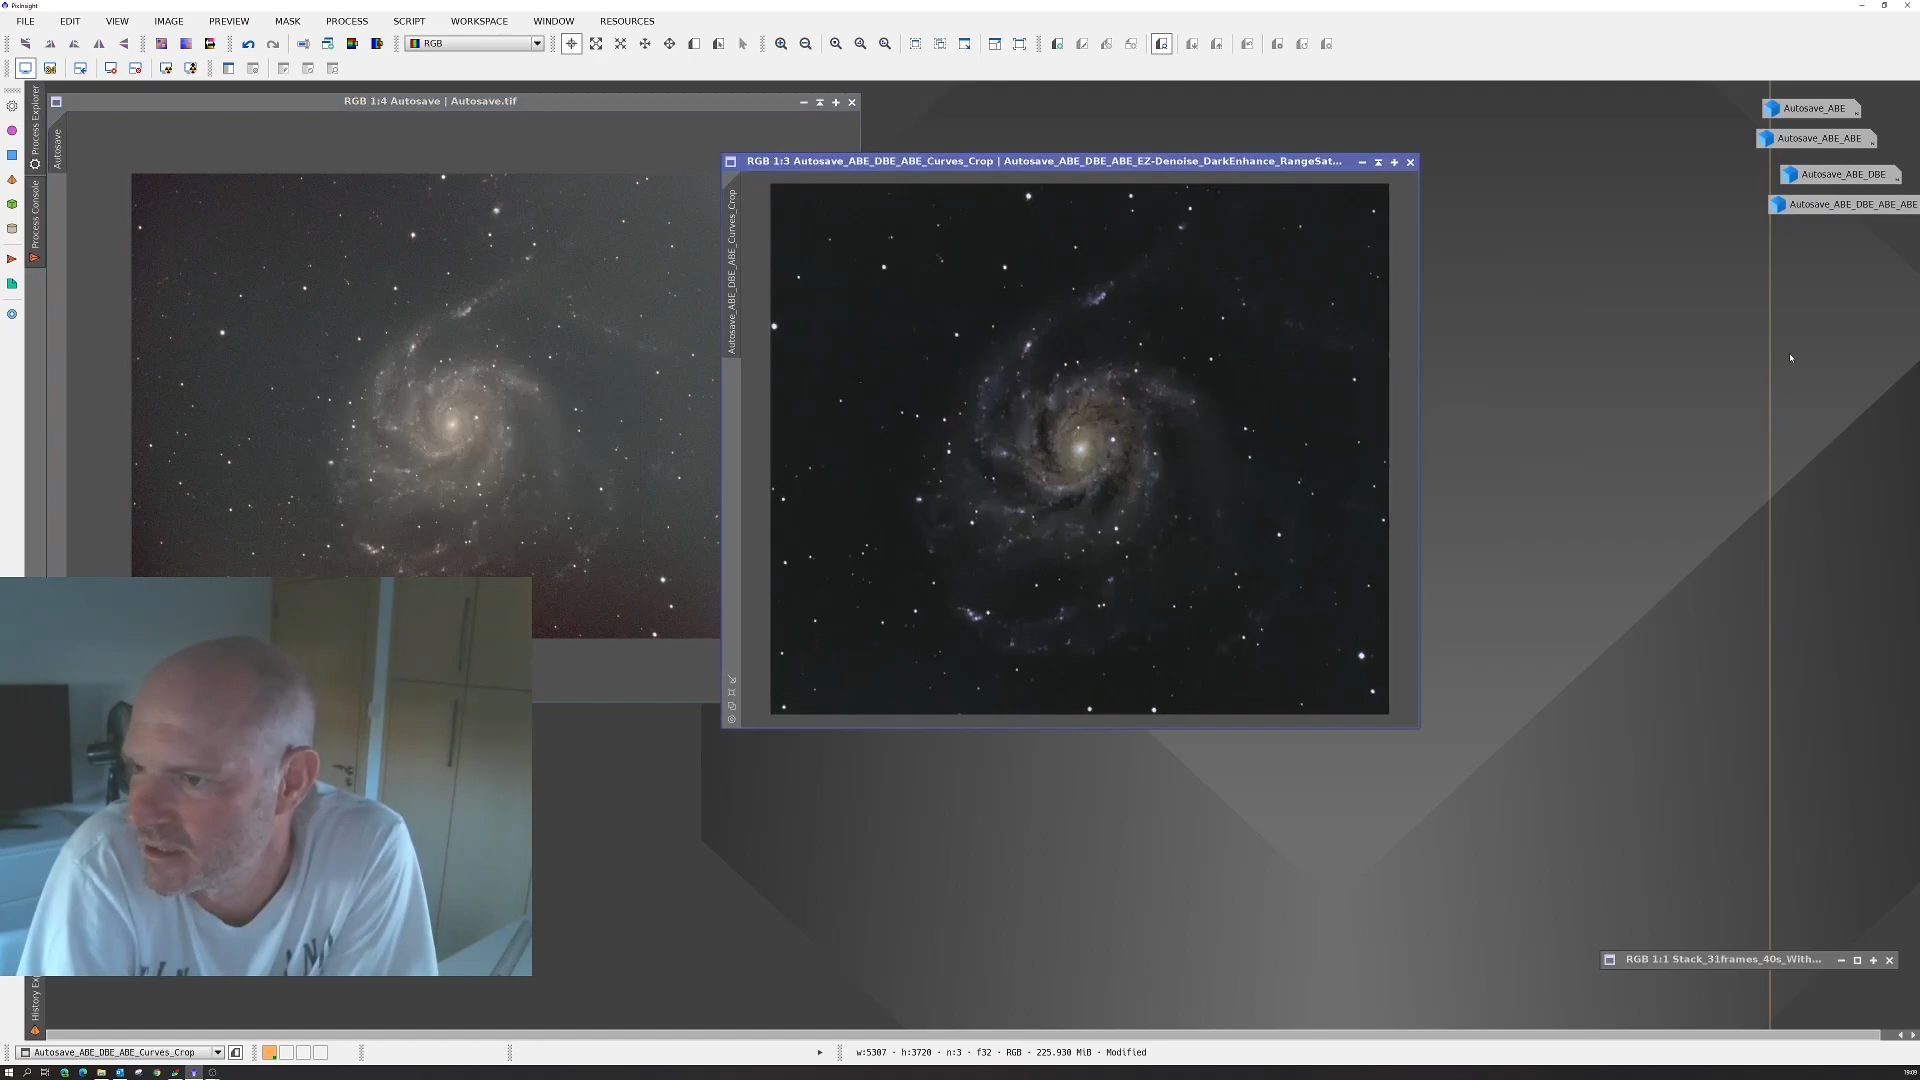 PixInsight
FILE EDIT VIEW IMAGE PREVIEW MASK PROCESS SCRIPT WORKSPACE WINDOW RESOURCES
RGB
RGB 1:4 Autosave | Autosave.tif
Autosave
Process Explorer
Process Console
RGB 1:3 Autosave_ABE_DBE_ABE_Curves_Crop | Autosave_ABE_DBE_ABE_EZ-Denoise_DarkEnhance_RangeSat...
Autosave_ABE_DBE_ABE_Curves_Crop
Autosave_ABE
Autosave_ABE_ABE
Autosave_ABE_DBE
Autosave_ABE_DBE_ABE_ABE
RGB 1:1 Stack_31frames_40s_With...
History Ex
Autosave_ABE_DBE_ABE_Curves_Crop
w:5307 · h:3720 · n:3 · f32 · RGB · 225.930 MiB · Modified
19:09